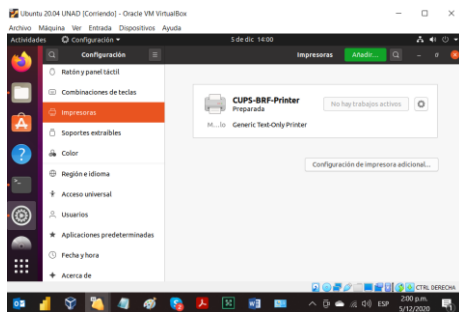 Ubuntu 20.04 UNAD [Corriendo] - Oracle VM VirtualBox
Archivo Máquina Ver Entrada Dispositivos Ayuda
Actividades Configuración 5 de dic 14:00
Configuración Impresoras Añadir...
Ratón y panel táctil
Combinaciones de teclas
Impresoras
Soportes extraíbles
Color
Región e idioma
Acceso universal
Usuarios
Aplicaciones predeterminadas
Fecha y hora
Acerca de
CUPS-BRF-Printer
Preparada
No hay trabajos activos
M...lo Generic Text-Only Printer
Configuración de impresora adicional...
CTRL DERECHA
ESP
2:00 p.m.
5/12/2020